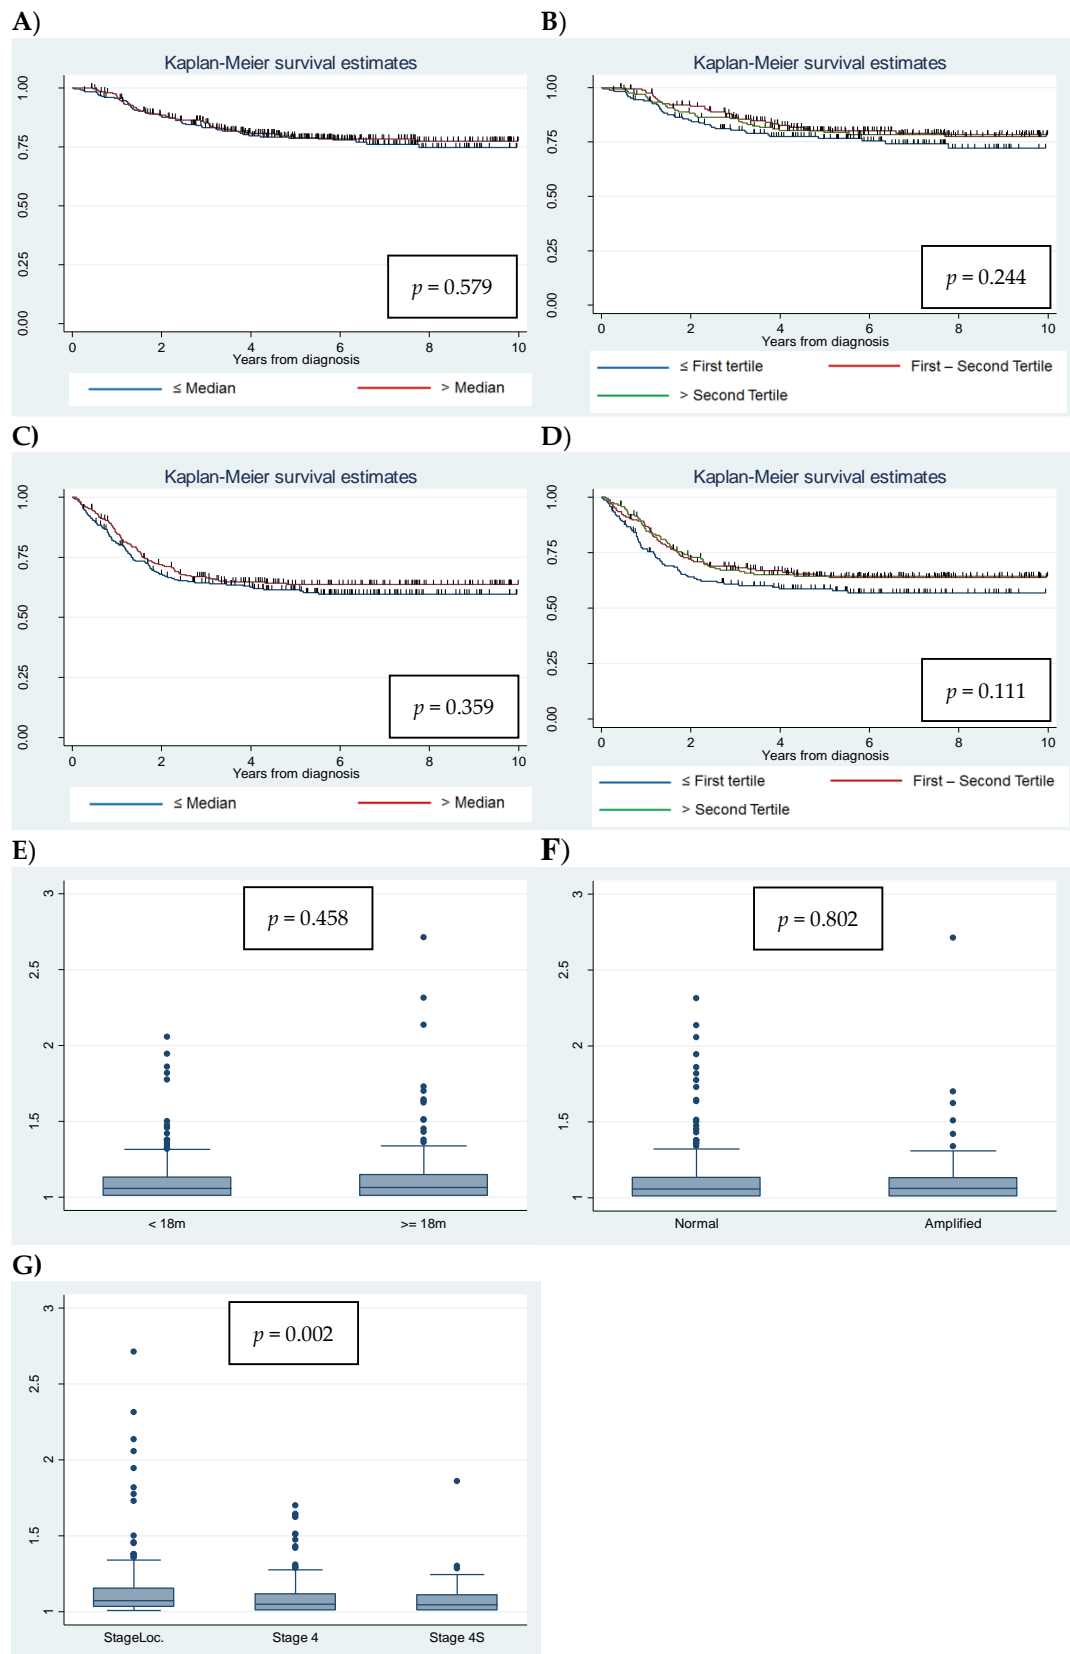 A)
Kaplan-Meier survival estimates
1.00
0.75
0.50
0.25
0.00
p = 0.579
0 2 4 6 8 10
Years from diagnosis
≤ Median > Median
B)
Kaplan-Meier survival estimates
1.00
0.75
0.50
0.25
0.00
p = 0.244
0 2 4 6 8 10
Years from diagnosis
≤ First tertile First – Second Tertile
> Second Tertile
C)
Kaplan-Meier survival estimates
1.00
0.75
0.50
0.25
0.00
p = 0.359
0 2 4 6 8 10
Years from diagnosis
≤ Median > Median
D)
Kaplan-Meier survival estimates
1.00
0.75
0.50
0.25
0.00
p = 0.111
0 2 4 6 8 10
Years from diagnosis
≤ First tertile First – Second Tertile
> Second Tertile
E)
3
2.5
2
1.5
1
p = 0.458
< 18m >= 18m
F)
3
2.5
2
1.5
1
p = 0.802
Normal Amplified
G)
3
2.5
2
1.5
1
p = 0.002
StageLoc. Stage 4 Stage 4S